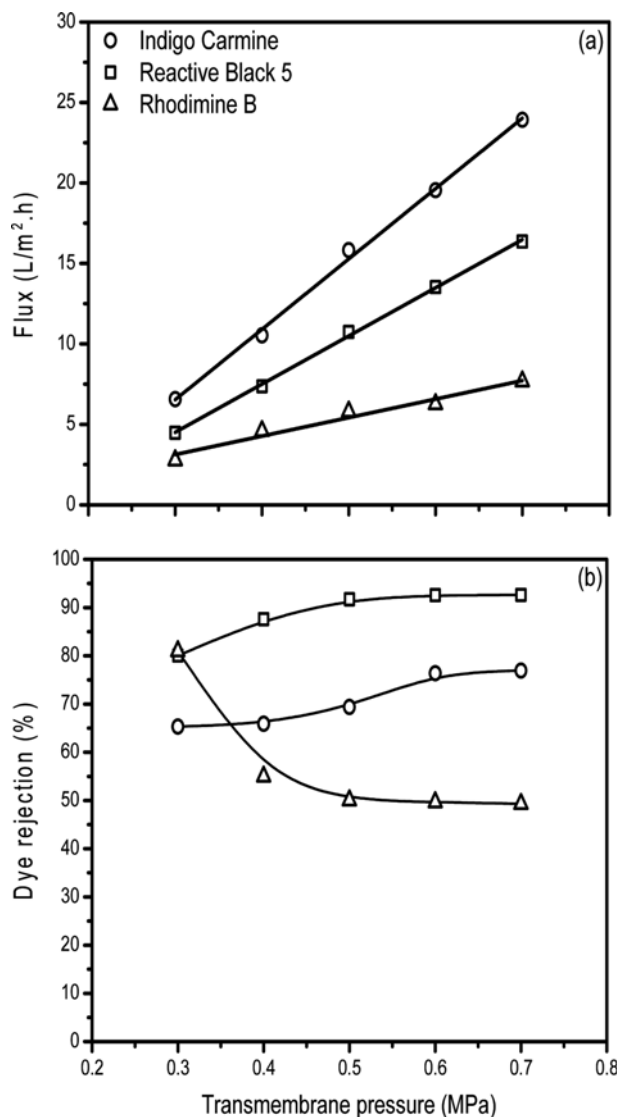 (a)
Indigo Carmine
Reactive Black 5
Rhodimine B
30
25
20
15
10
5
0
Flux (L/m².h)
(b)
100
90
80
70
60
50
40
30
20
10
0
Dye rejection (%)
0.2 0.3 0.4 0.5 0.6 0.7 0.8
Transmembrane pressure (MPa)